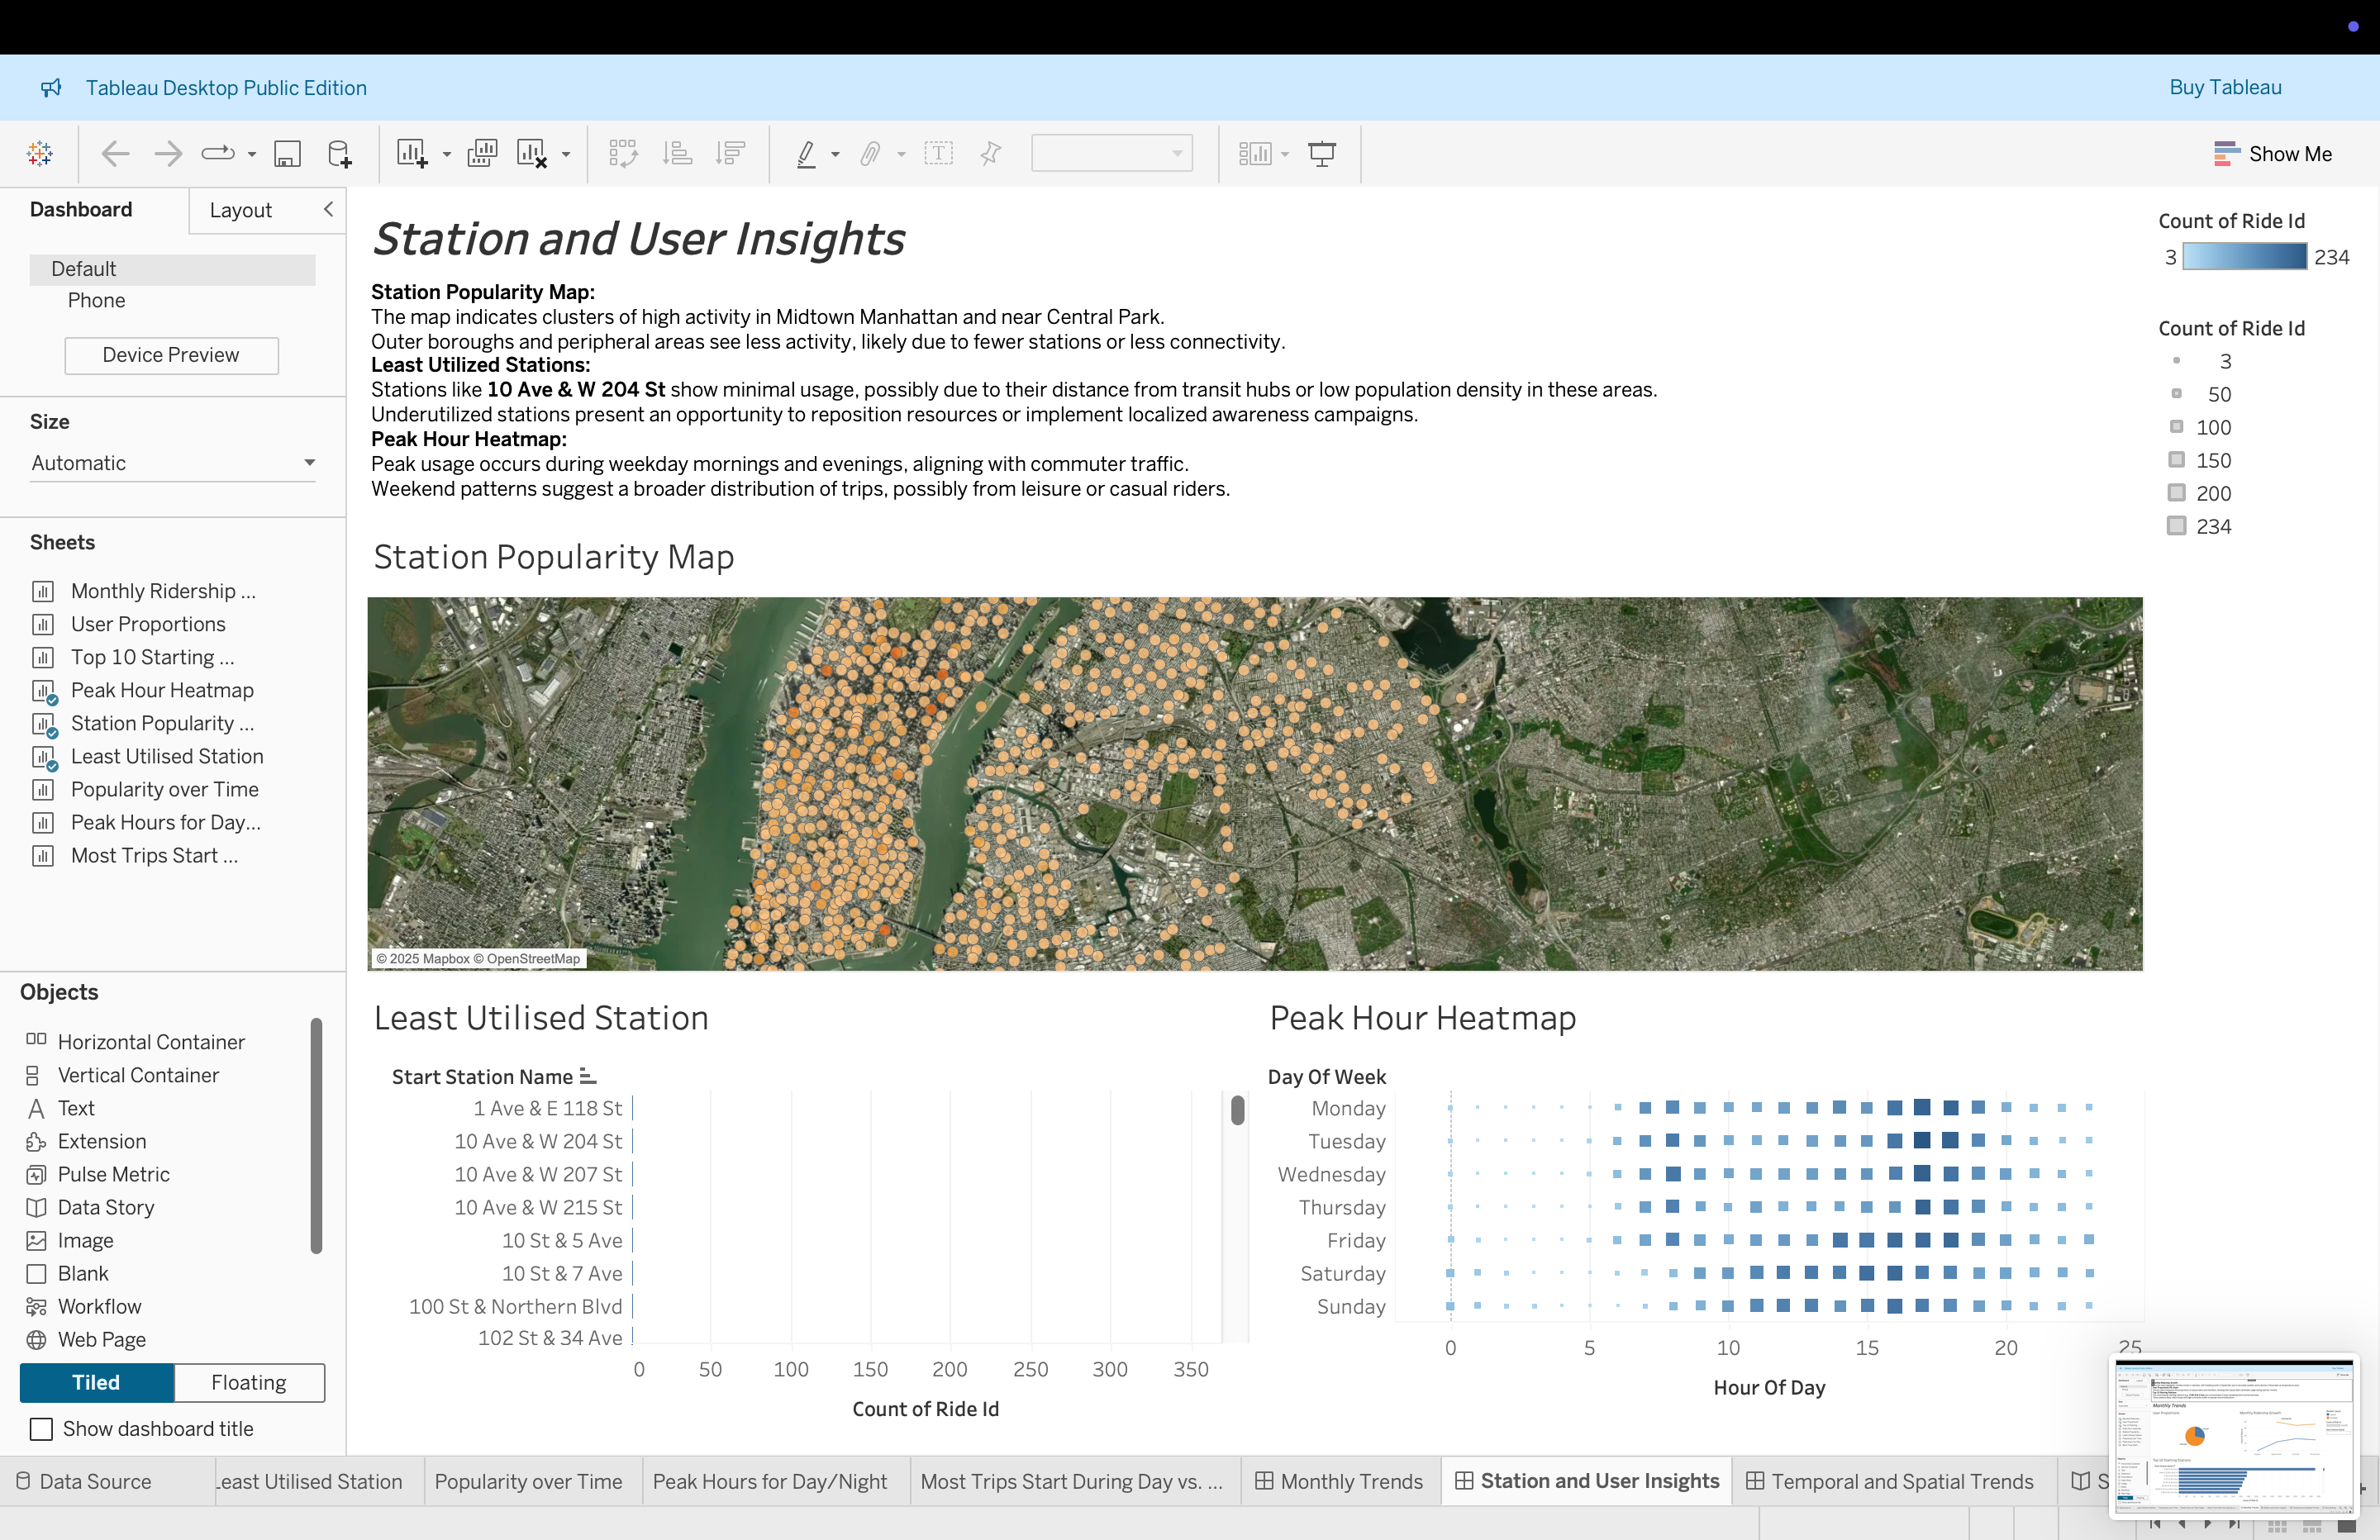 Tableau Desktop Public Edition
Buy Tableau
Show Me
Dashboard
Layout
Default
Phone
Device Preview
Size
Automatic
Sheets
Monthly Ridership ...
User Proportions
Top 10 Starting ...
Peak Hour Heatmap
Station Popularity ...
Least Utilised Station
Popularity over Time
Peak Hours for Day...
Most Trips Start ...
Objects
Horizontal Container
Vertical Container
Text
Extension
Pulse Metric
Data Story
Image
Blank
Workflow
Web Page
Tiled
Floating
Show dashboard title
Station and User Insights
Station Popularity Map:
The map indicates clusters of high activity in Midtown Manhattan and near Central Park.
Outer boroughs and peripheral areas see less activity, likely due to fewer stations or less connectivity.
Least Utilized Stations:
Stations like 10 Ave & W 204 St show minimal usage, possibly due to their distance from transit hubs or low population density in these areas.
Underutilized stations present an opportunity to reposition resources or implement localized awareness campaigns.
Peak Hour Heatmap:
Peak usage occurs during weekday mornings and evenings, aligning with commuter traffic.
Weekend patterns suggest a broader distribution of trips, possibly from leisure or casual riders.
Count of Ride Id
3 234
Count of Ride Id
3
50
100
150
200
234
Station Popularity Map
© 2025 Mapbox © OpenStreetMap
Least Utilised Station
Start Station Name
1 Ave & E 118 St
10 Ave & W 204 St
10 Ave & W 207 St
10 Ave & W 215 St
10 St & 5 Ave
10 St & 7 Ave
100 St & Northern Blvd
102 St & 34 Ave
0 50 100 150 200 250 300 350
Count of Ride Id
Peak Hour Heatmap
Day Of Week
Monday
Tuesday
Wednesday
Thursday
Friday
Saturday
Sunday
0 5 10 15 20 25
Hour Of Day
Data Source
Least Utilised Station
Popularity over Time
Peak Hours for Day/Night
Most Trips Start During Day vs. ...
Monthly Trends
Station and User Insights
Temporal and Spatial Trends
S